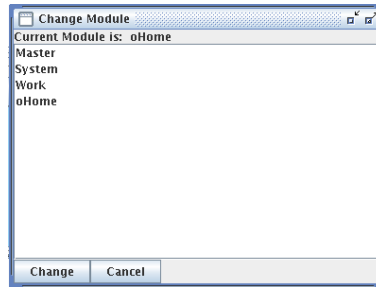 Change Module
Current Module is: oHome
Master
System
Work
oHome
Change Cancel